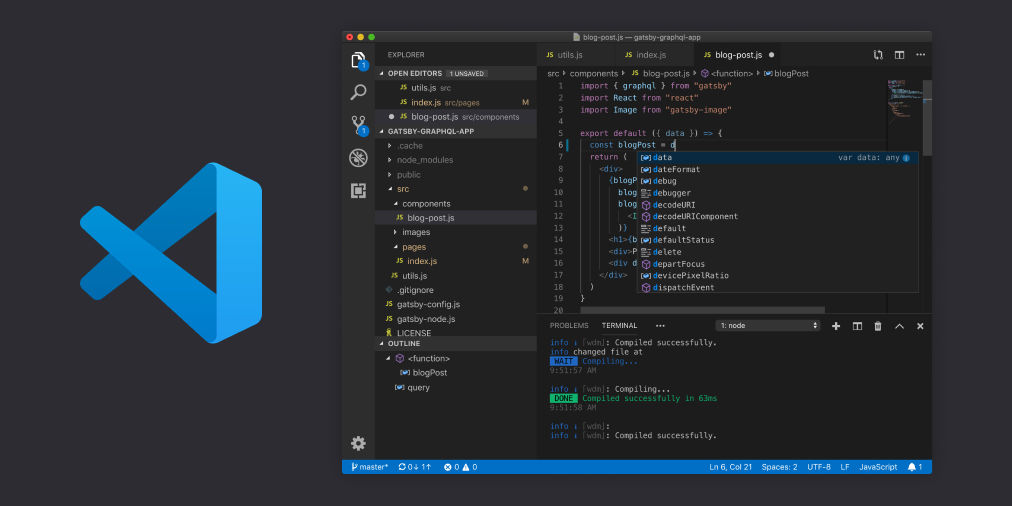 blog-post.js — gatsby-graphql-app
EXPLORER
OPEN EDITORS 1 UNSAVED
JS utils.js src
JS index.js src/pages M
JS blog-post.js src/components
GATSBY-GRAPHQL-APP
.cache
node_modules
public
src
components
JS blog-post.js
images
pages
JS index.js
JS utils.js
.gitignore
JS gatsby-config.js
JS gatsby-node.js
LICENSE
OUTLINE
<function>
blogPost
query
1
1
JS utils.js JS index.js JS blog-post.js
src › components › JS blog-post.js › <function> › blogPost
1 import { graphql } from "gatsby"
2 import React from "react"
3 import Image from "gatsby-image"
4
5 export default ({ data }) => {
6 const blogPost = d
7 return (
8 <div>
9 {blogP
10 blog
11 blog
12 <I
13 )}
14 <h1>{b
15 <div>P
16 <div d
17 </div>
18 )
19 }
20
data var data: any
dateFormat
debug
debugger
decodeURI
decodeURIComponent
default
defaultStatus
delete
departFocus
devicePixelRatio
dispatchEvent
PROBLEMS TERMINAL ••• 1: node
info ｢wdm｣: Compiled successfully.
info changed file at
WAIT Compiling...
9:51:57 AM
info ｢wdm｣: Compiling...
DONE Compiled successfully in 63ms
9:51:58 AM
info ｢wdm｣:
info ｢wdm｣: Compiled successfully.
master* 0↓ 1↑ 0 0 Ln 6, Col 21 Spaces: 2 UTF-8 LF JavaScript 1